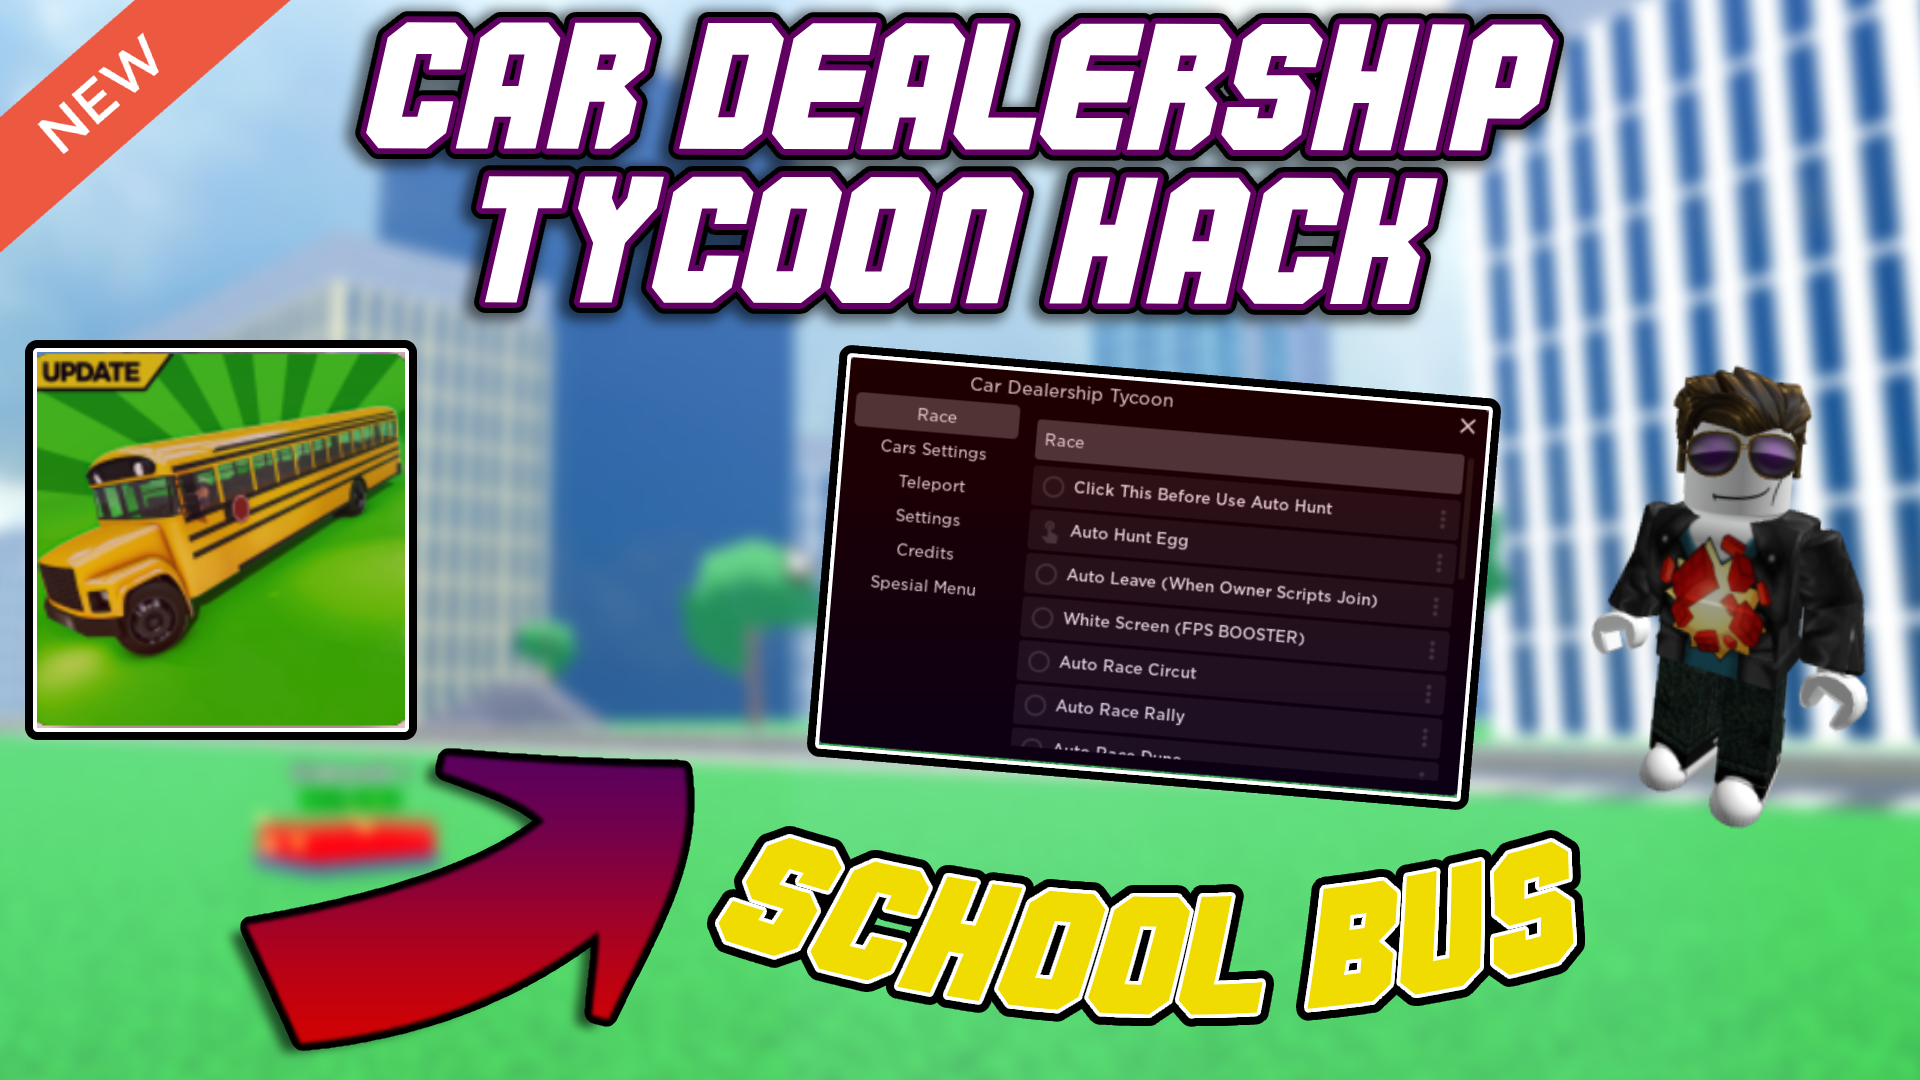 NEW
CAR DEALERSHIP
TYCOON HACK
UPDATE
Car Dealership Tycoon
Race
Cars Settings
Teleport
Settings
Credits
Spesial Menu
Race
Click This Before Use Auto Hunt
Auto Hunt Egg
Auto Leave (When Owner Scripts Join)
White Screen (FPS BOOSTER)
Auto Race Circut
Auto Race Rally
Auto Race
SCHOOL BUS